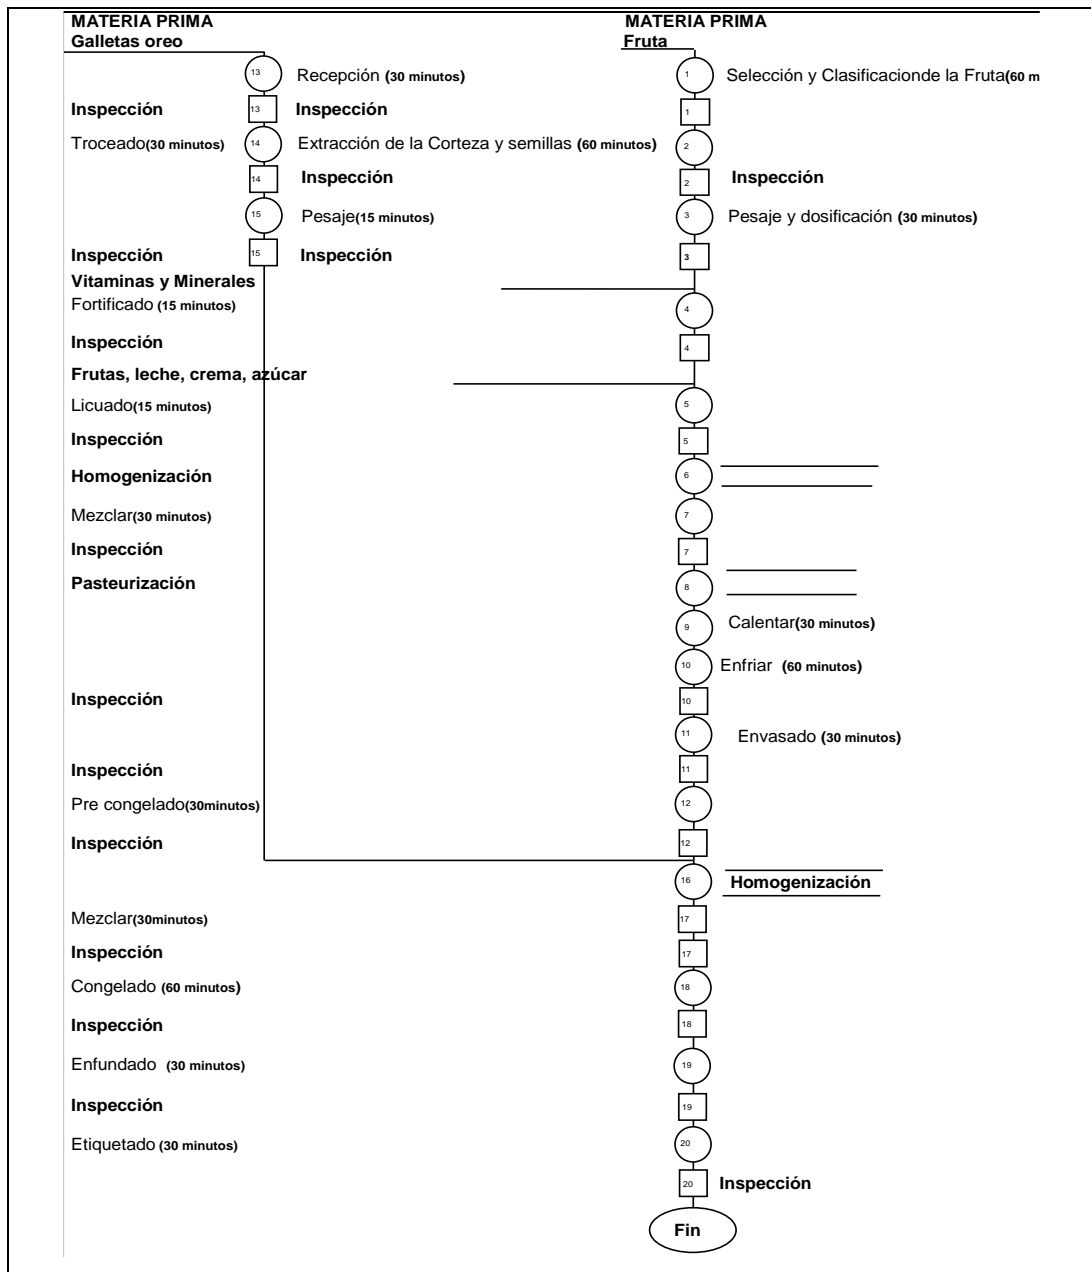 MATERIA PRIMA MATERIA PRIMA
Galletas oreo Fruta
13 Recepción (30 minutos) 1 Selección y Clasificacionde la Fruta(60 m
Inspección 13 Inspección 1
Troceado(30 minutos) 14 Extracción de la Corteza y semillas (60 minutos) 2
14 Inspección 2 Inspección
15 Pesaje(15 minutos) 3 Pesaje y dosificación (30 minutos)
Inspección 15 Inspección 3
Vitaminas y Minerales
Fortificado (15 minutos) 4
Inspección 4
Frutas, leche, crema, azúcar
Licuado(15 minutos) 5
Inspección 5
Homogenización 6
Mezclar(30 minutos) 7
Inspección 7
Pasteurización 8
9 Calentar(30 minutos)
10 Enfriar (60 minutos)
Inspección 10
11 Envasado (30 minutos)
Inspección 11
Pre congelado(30minutos) 12
Inspección 12
16 Homogenización
Mezclar(30minutos) 17
Inspección 17
Congelado (60 minutos) 18
Inspección 18
Enfundado (30 minutos) 19
Inspección 19
Etiquetado (30 minutos) 20
20 Inspección
Fin